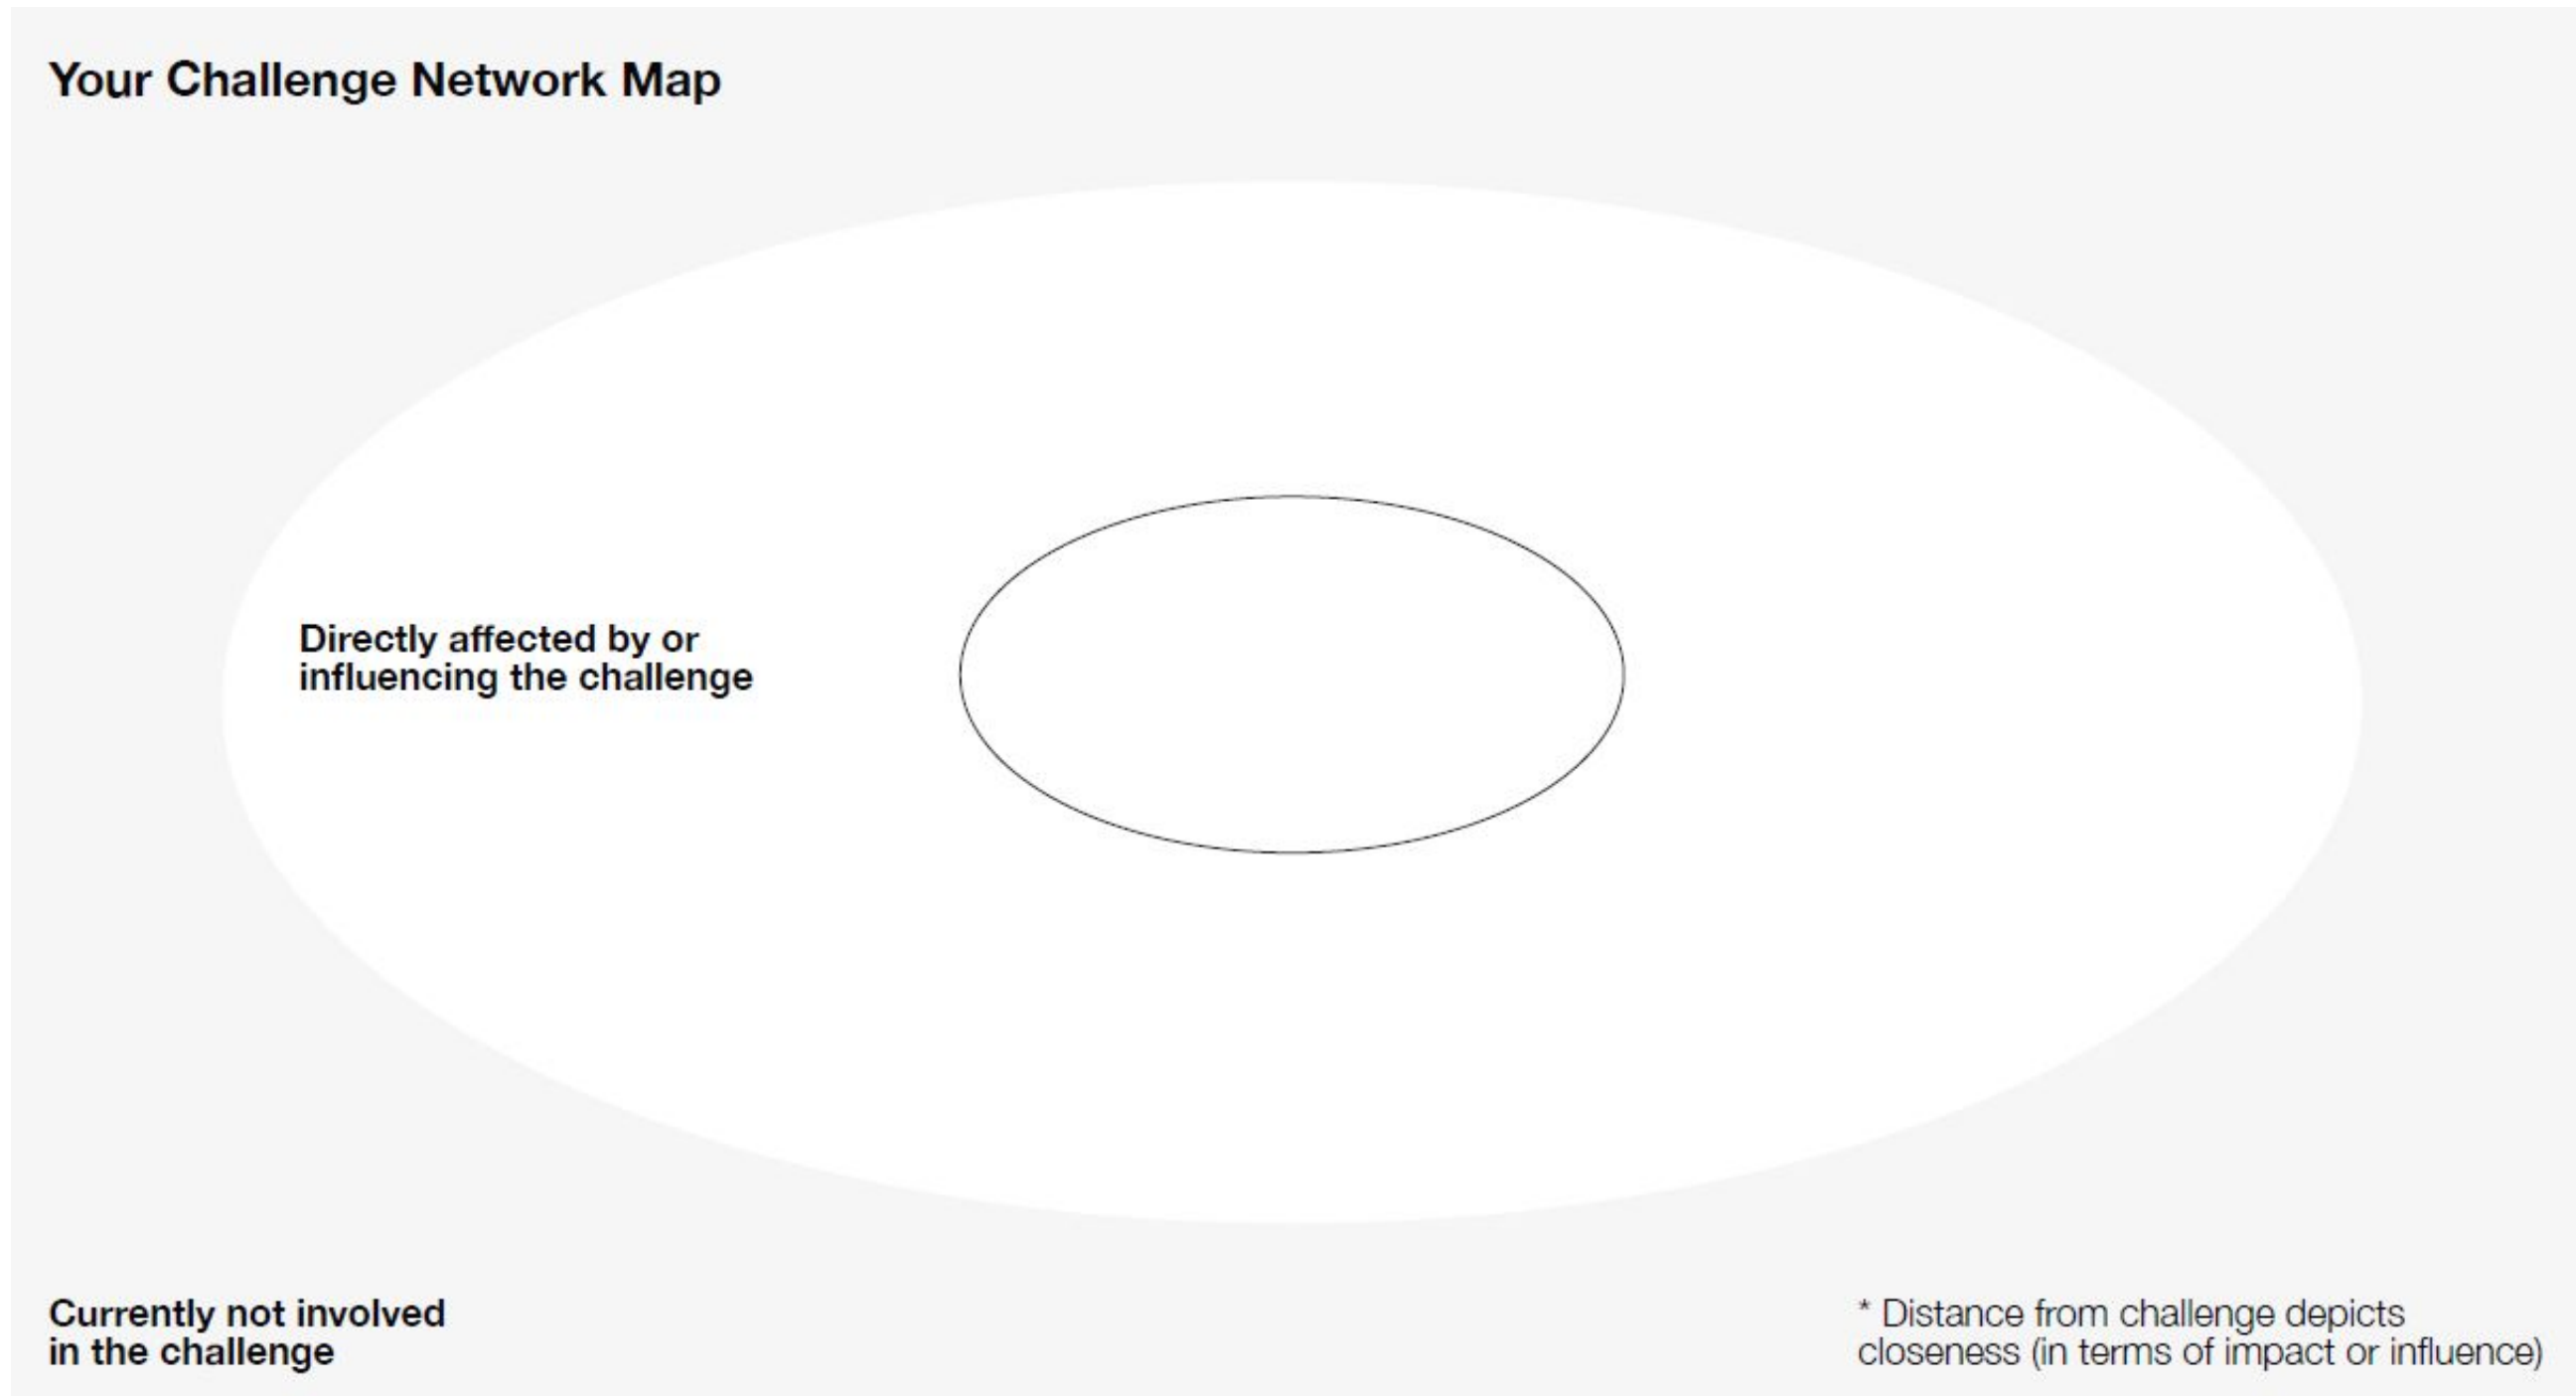 Your Challenge Network Map
Directly affected by or
influencing the challenge
Currently not involved
in the challenge
* Distance from challenge depicts
closeness (in terms of impact or influence)